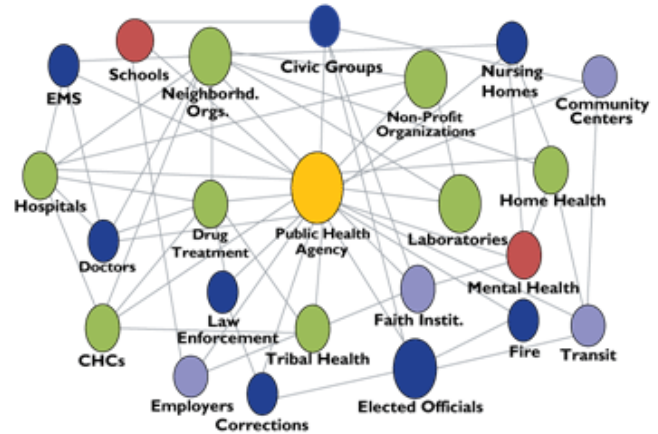 Civic Groups
Schools
EMS
Neighborhd.
Orgs.
Nursing
Homes
Non-Profit
Organizations
Community
Centers
Hospitals
Drug
Treatment
Public Health
Agency
Laboratories
Home Health
Doctors
Mental Health
Law
Enforcement
Faith Instit.
CHCs
Tribal Health
Fire
Transit
Employers
Corrections
Elected Officials